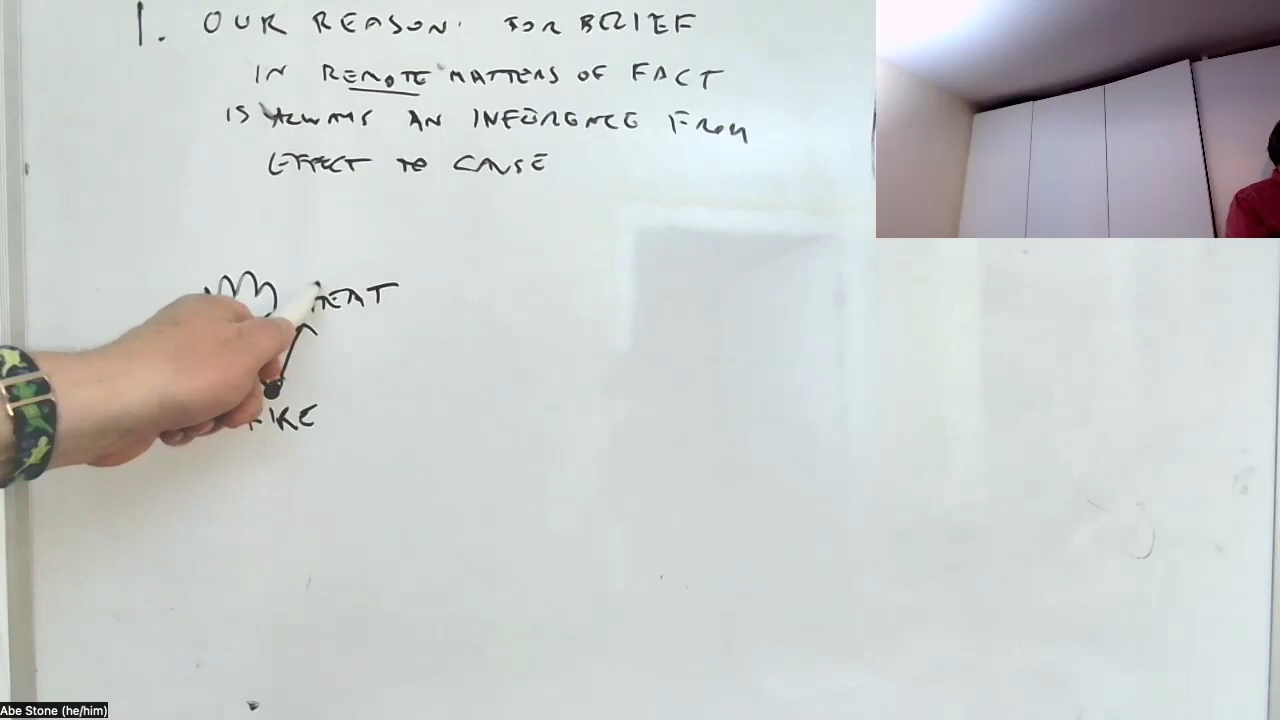 1. OUR REASON FOR BELIEF
IN REMOTE MATTERS OF FACT
IS ALWAYS AN INFERENCE FROM
EFFECT TO CAUSE
HEAT
FIRE
Abe Stone (he/him)